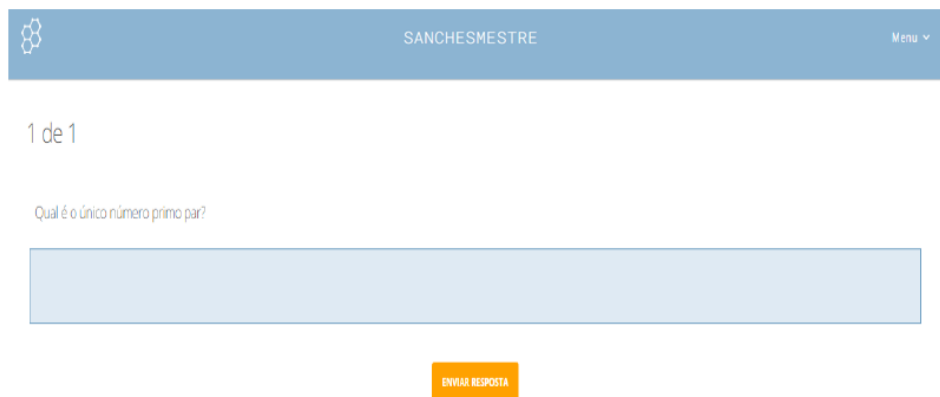 SANCHESMESTRE
Menu
1 de 1
Qual é o único número primo par?
ENVIAR RESPOSTA